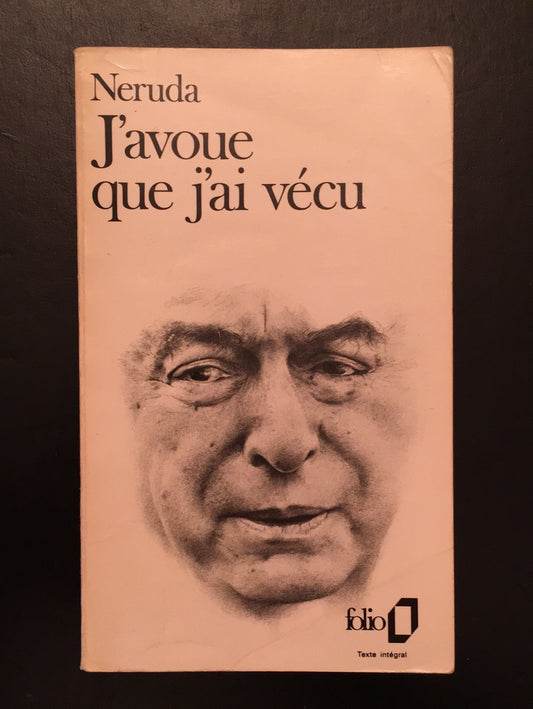 Neruda
J'avoue
que j'ai vécu
folio
Texte intégral